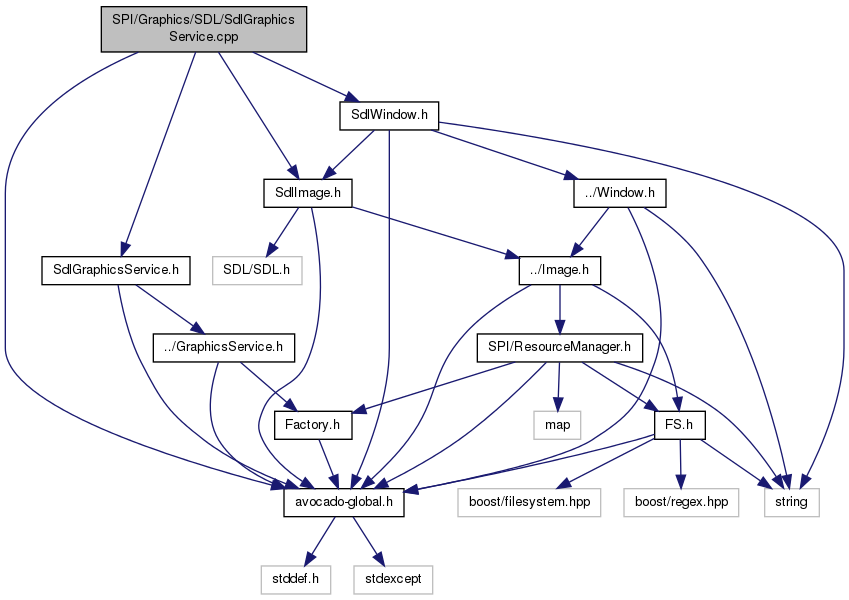 SPI/Graphics/SDL/SdlGraphics
Service.cpp
SdlWindow.h
SdlImage.h
../Window.h
SdlGraphicsService.h
SDL/SDL.h
../Image.h
../GraphicsService.h
SPI/ResourceManager.h
Factory.h
map
FS.h
avocado-global.h
boost/filesystem.hpp
boost/regex.hpp
string
stddef.h
stdexcept